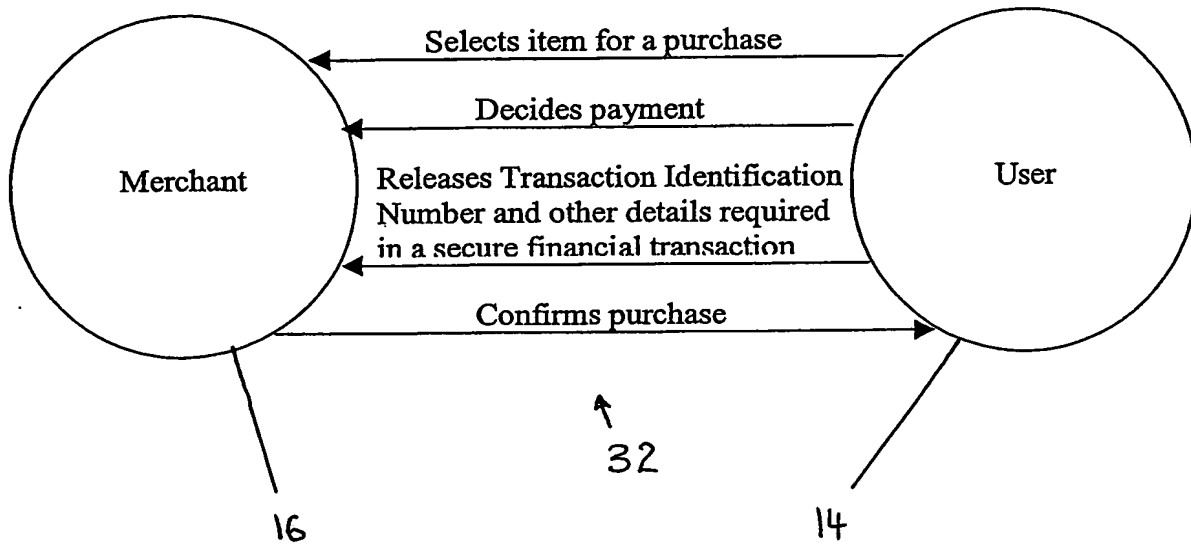 Selects item for a purchase
Decides payment
Merchant
Releases Transaction Identification
Number and other details required
in a secure financial transaction
User
Confirms purchase
32
16
14